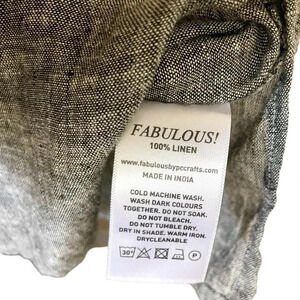 FABULOUS!
100% LINEN
www.fabulousbypccrafts.com
MADE IN INDIA
COLD MACHINE WASH.
WASH DARK COLOURS
TOGETHER. DO NOT SOAK.
DO NOT BLEACH.
DO NOT TUMBLE DRY.
DRY IN SHADE. WARM IRON.
DRYCLEANABLE
30° P